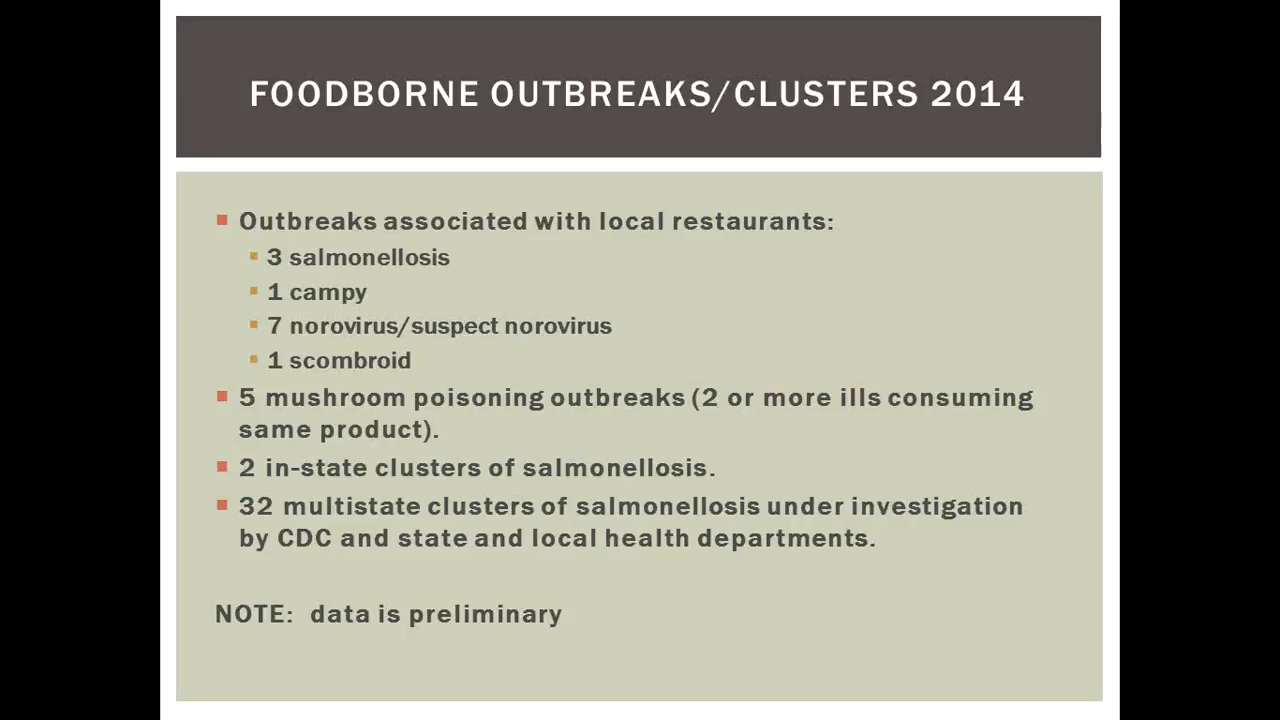 FOODBORNE OUTBREAKS/CLUSTERS 2014
Outbreaks associated with local restaurants:
3 salmonellosis
1 campy
7 norovirus/suspect norovirus
1 scombroid
5 mushroom poisoning outbreaks (2 or more ills consuming
same product).
2 in-state clusters of salmonellosis.
32 multistate clusters of salmonellosis under investigation
by CDC and state and local health departments.
NOTE: data is preliminary